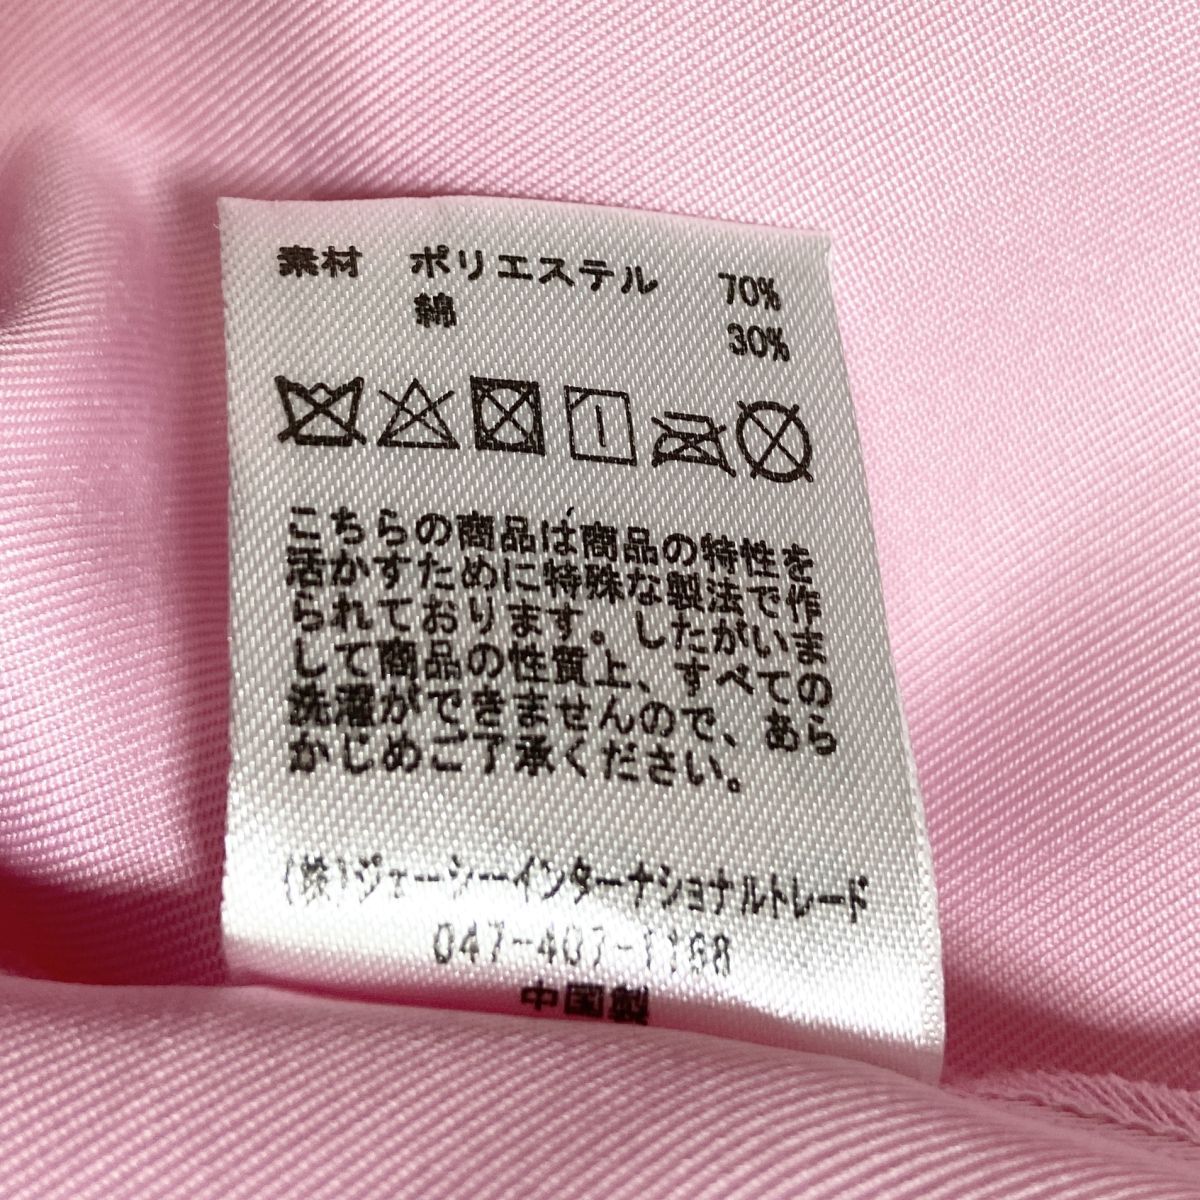 素材 ポリエステル 70%
綿 30%
こちらの商品は商品の特性を
活かすために特殊な製法で作
られております。したがいま
して商品の性質上、すべての
洗濯ができませんので、あら
かじめご了承ください。
(株)ジェーシーインターナショナルトレード
047-407-1168
中国製